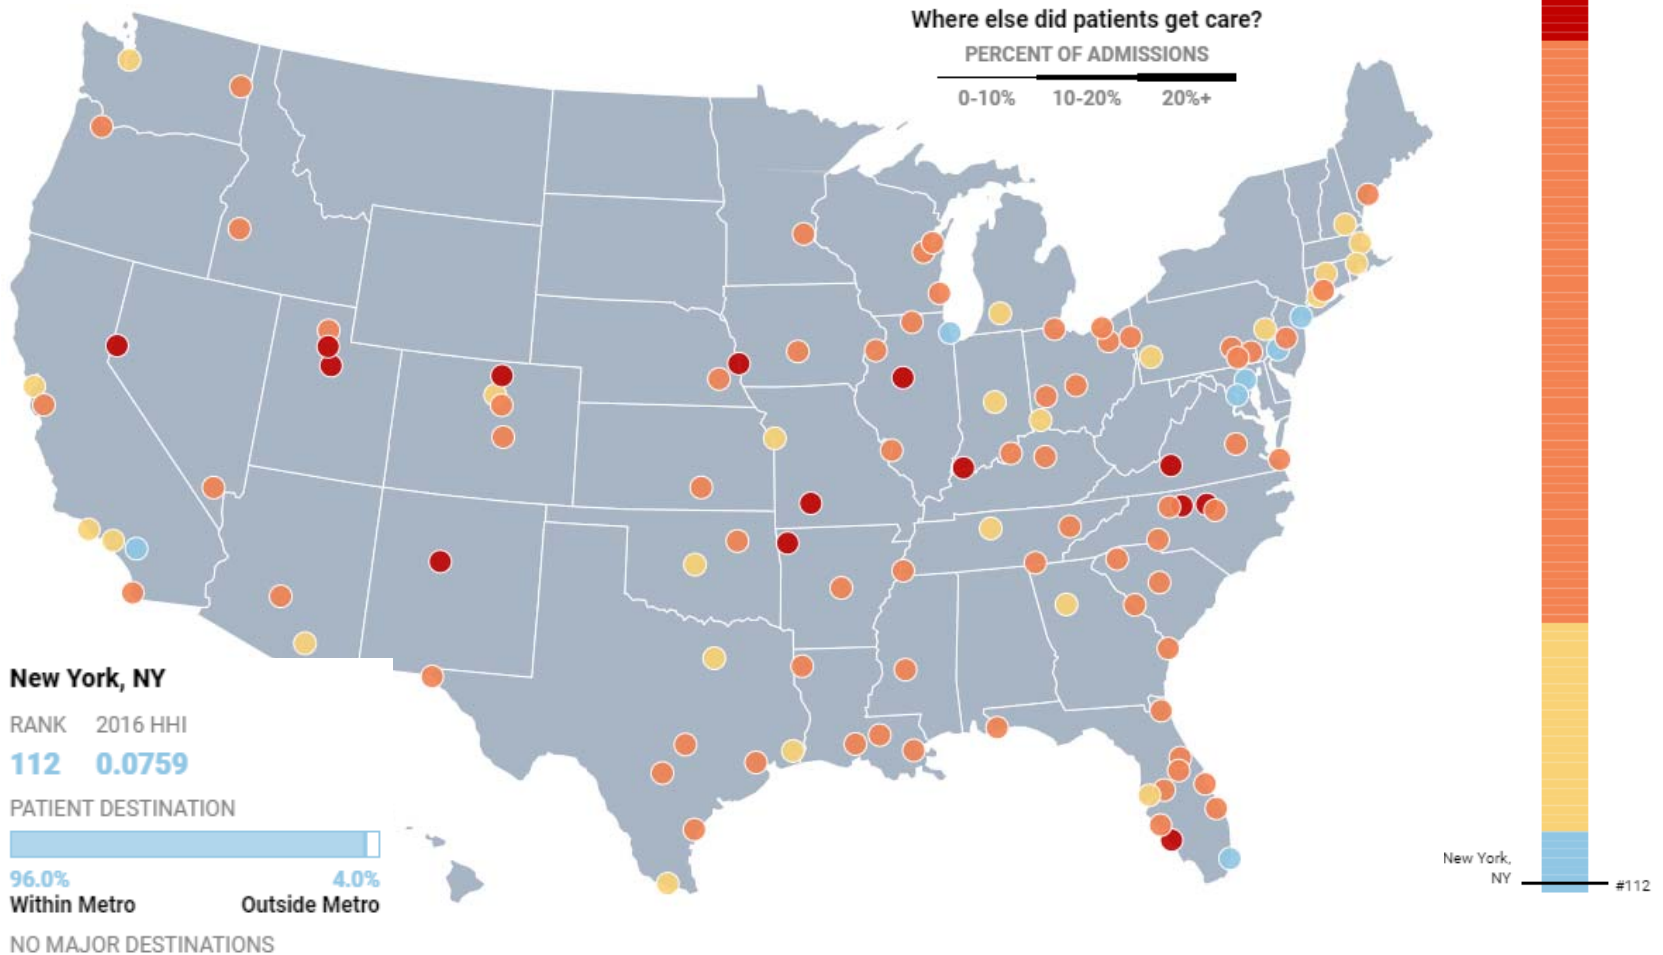 Where else did patients get care?
PERCENT OF ADMISSIONS
0-10% 10-20% 20%+
New York, NY
RANK 2016 HHI
112 0.0759
PATIENT DESTINATION
96.0% 4.0%
Within Metro Outside Metro
NO MAJOR DESTINATIONS
New York,
NY
#112